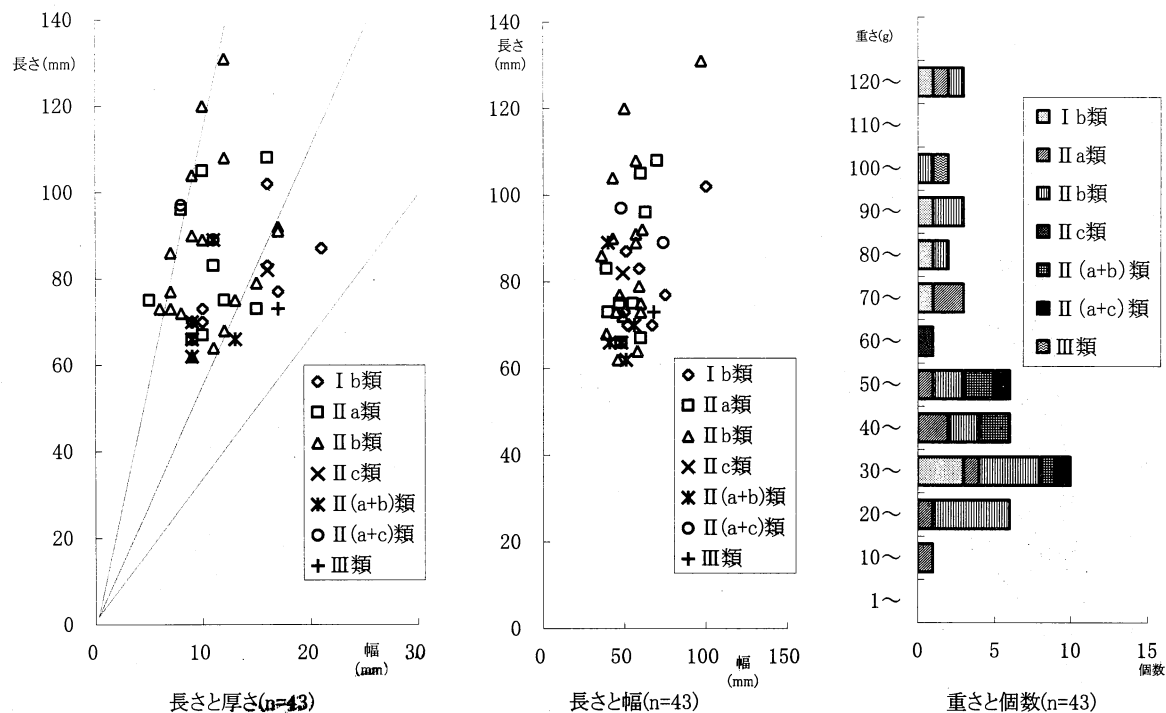 140
120
100
80
60
40
20
0
長さ(mm)
0
10
20
30
幅
(mm)
◇ Ⅰb類
□ Ⅱa類
△ Ⅱb類
× Ⅱc類
Ⅱ(a+b)類
○ Ⅱ(a+c)類
+ Ⅲ類
長さと厚さ(n=43)
140
120
100
80
60
40
20
0
長さ
(mm)
0
50
100
150
幅
(mm)
◇ Ⅰb類
□ Ⅱa類
△ Ⅱb類
× Ⅱc類
Ⅱ(a+b)類
○ Ⅱ(a+c)類
+ Ⅲ類
長さと幅(n=43)
重さ(g)
120～
110～
100～
90～
80～
70～
60～
50～
40～
30～
20～
10～
1～
0
5
10
15
個数
Ⅰb類
Ⅱa類
Ⅱb類
Ⅱc類
Ⅱ(a+b)類
Ⅱ(a+c)類
Ⅲ類
重さと個数(n=43)